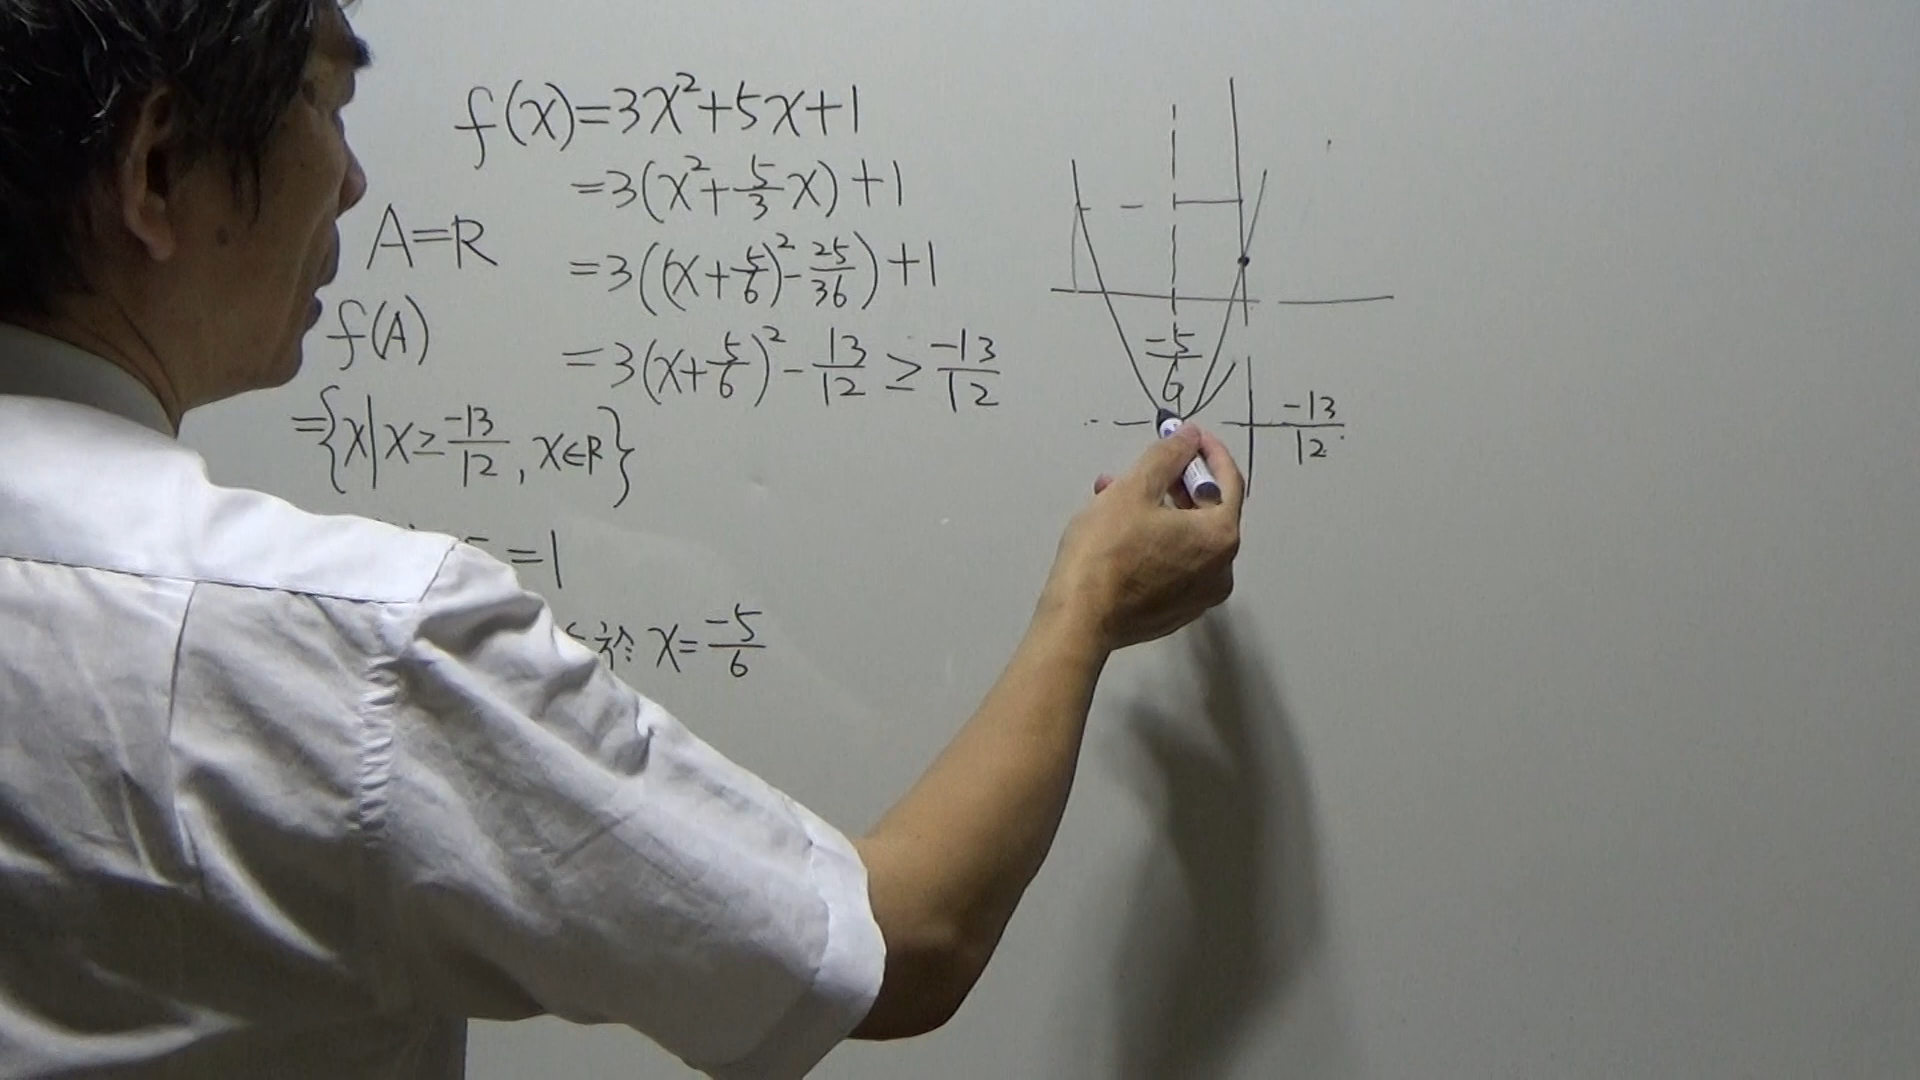 f(x)=3x²+5x+1
=3(x²+5/3x)+1
A=R
=3((x+5/6)²-25/36)+1
f(A)
=3(x+5/6)²-13/12≥-13/12
={x|x≥-13/12,x∈R}
=1
於 x=-5/6
-5/6
-13/12